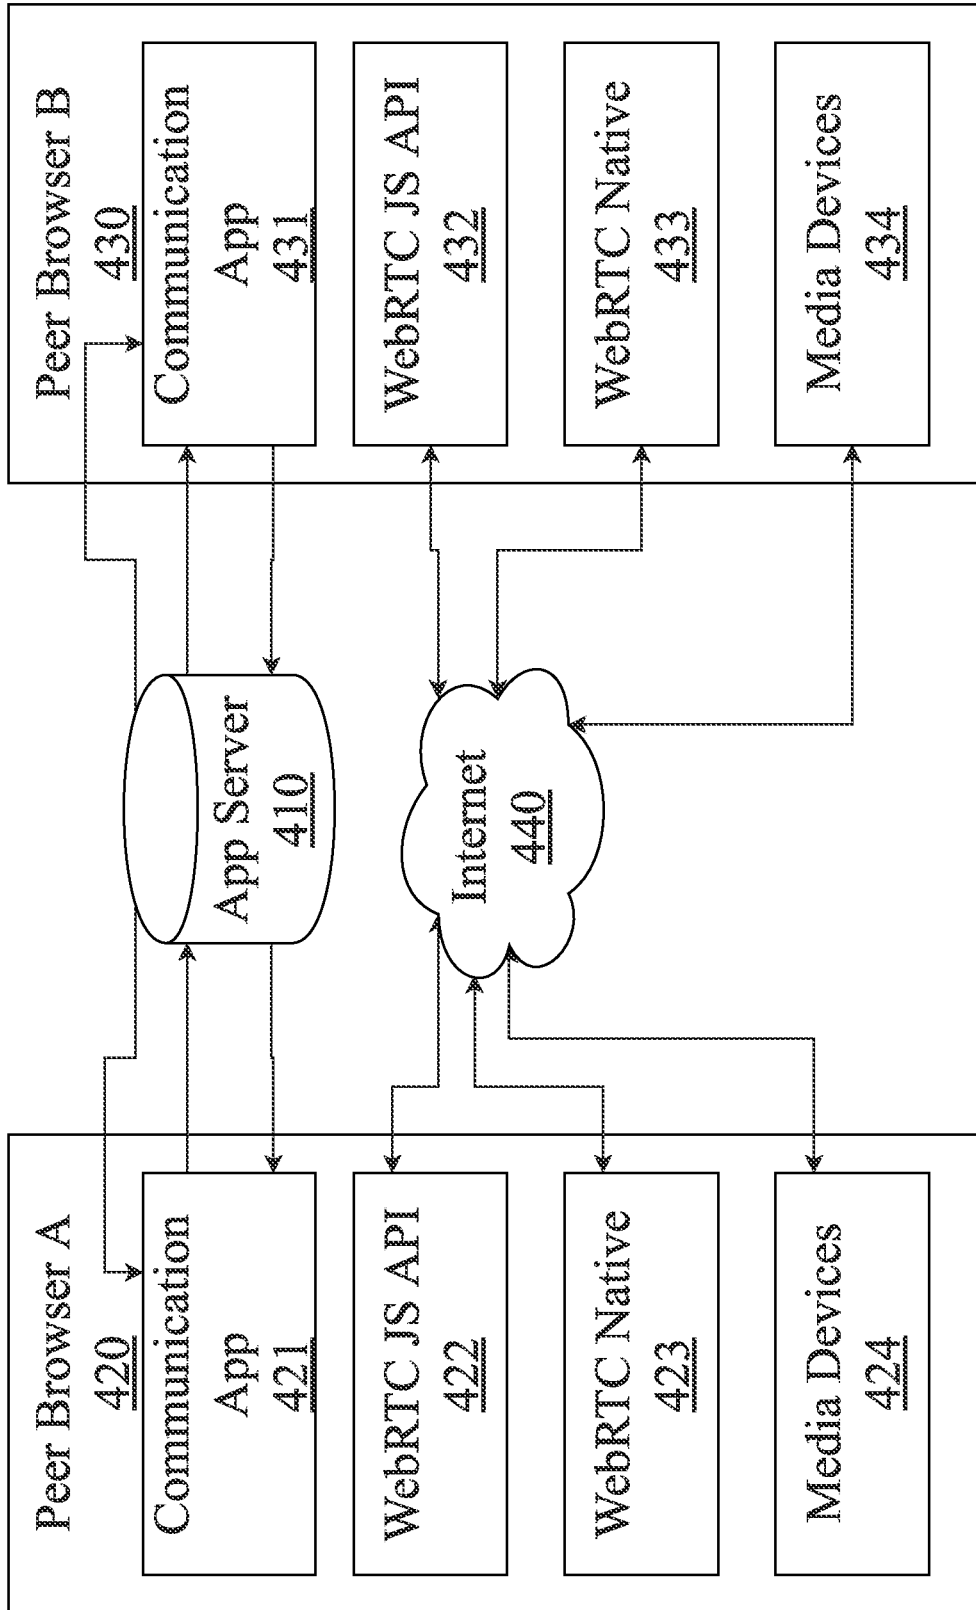 Peer Browser A
420
Communication
App
421
WebRTC JS API
422
WebRTC Native
423
Media Devices
424
App Server
410
Internet
440
Peer Browser B
430
Communication
App
431
WebRTC JS API
432
WebRTC Native
433
Media Devices
434